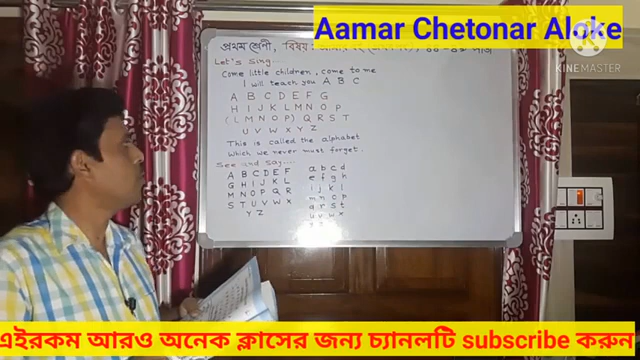 Aamar Chetonar Aloke
KINEMASTER
প্রথম শ্রেণী, বিষয়:
Let's Sing...
Come little children, come to me
I will teach you A B C
A B C D E F G
H I J K L M N O P
(L M N O P) Q R S T
U V W X Y Z
This is called the alphabet
Which we never must forget.
See and Say....
A B C D E F
G H I J K L
M N O P Q R
S T U V W X
Y Z
a b c d
e f g h
i j k l
m n o p
q r s t
u v w x
y z
এইরকম আরও অনেক ক্লাসের জন্য চ্যানলটি subscribe করুন